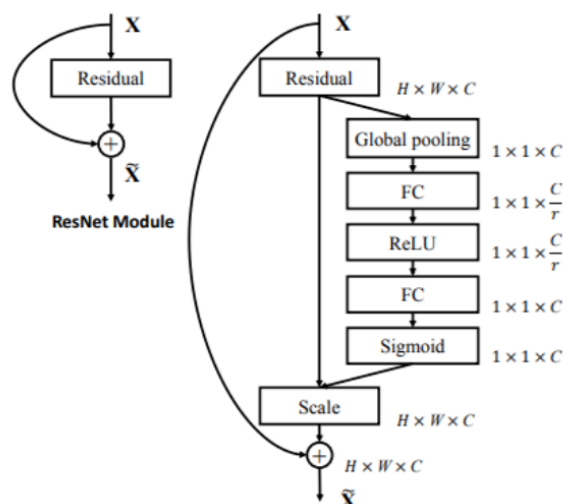 X
Residual
+
X̃
ResNet Module
X
Residual
H × W × C
Global pooling
1 × 1 × C
FC
1 × 1 × C/r
ReLU
1 × 1 × C/r
FC
1 × 1 × C
Sigmoid
1 × 1 × C
Scale
H × W × C
+
H × W × C
X̃